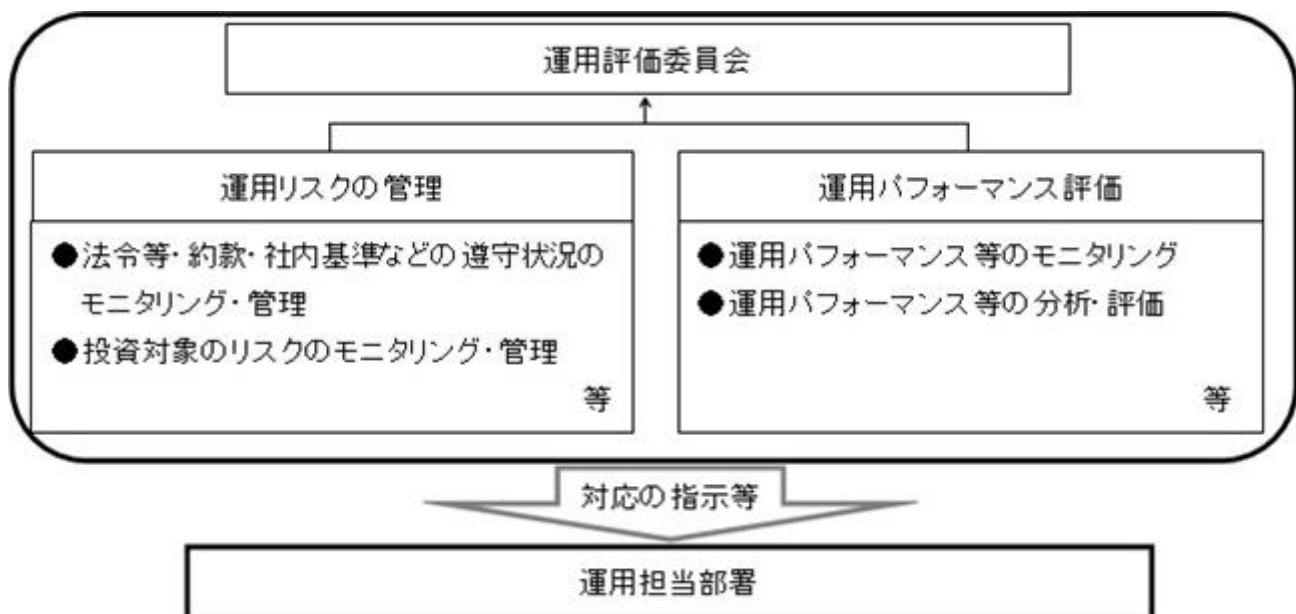 運用評価委員会
運用リスクの管理
●法令等・約款・社内基準などの遵守状況の
モニタリング・管理
●投資対象のリスクのモニタリング・管理
等
運用パフォーマンス評価
●運用パフォーマンス等のモニタリング
●運用パフォーマンス等の分析・評価
等
対応の指示等
運用担当部署